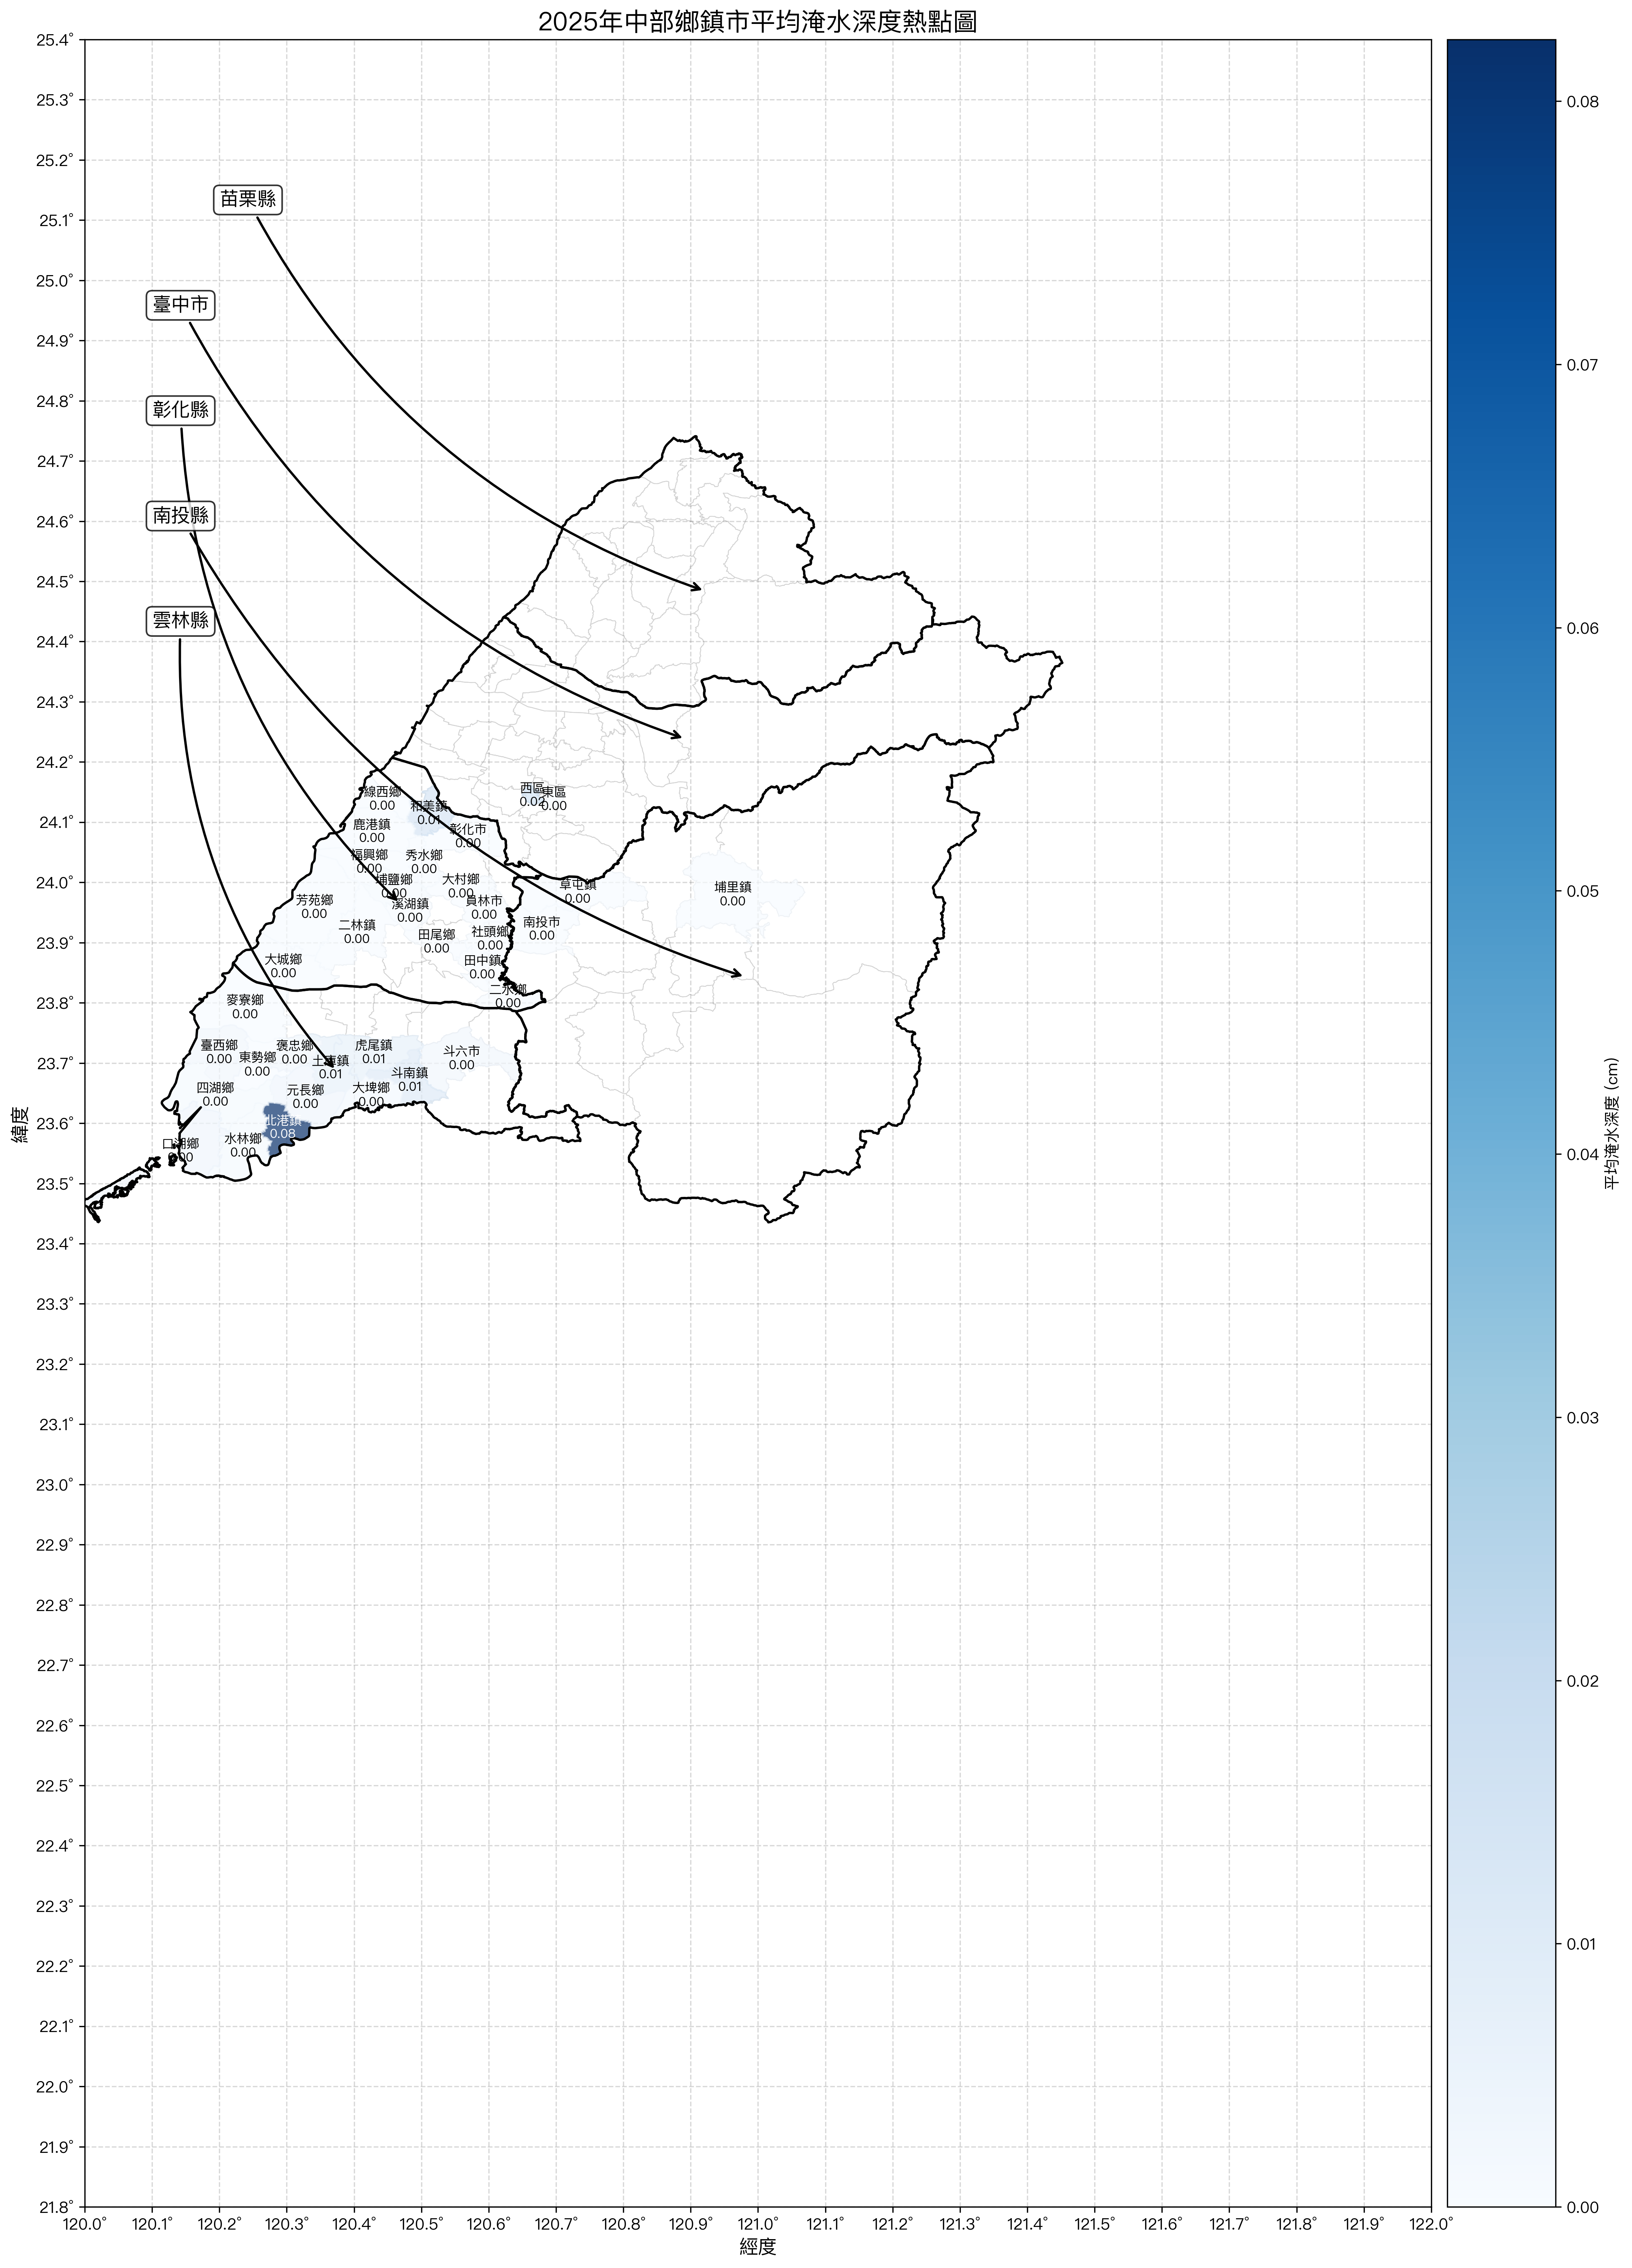 2025年中部鄉鎮市平均淹水深度熱點圖
25.4°
25.3°
25.2°
25.1°
25.0°
24.9°
24.8°
24.7°
24.6°
24.5°
24.4°
24.3°
24.2°
24.1°
24.0°
23.9°
23.8°
23.7°
23.6°
23.5°
23.4°
23.3°
23.2°
23.1°
23.0°
22.9°
22.8°
22.7°
22.6°
22.5°
22.4°
22.3°
22.2°
22.1°
22.0°
21.9°
21.8°
緯度
苗栗縣
臺中市
彰化縣
南投縣
雲林縣
西區
0.02
東區
0.00
線西鄉
0.00
和美鎮
0.01
鹿港鎮
0.00
彰化市
0.00
福興鄉
0.00
秀水鄉
0.00
埔鹽鄉
0.00
大村鄉
0.00
草屯鎮
0.00
埔里鎮
0.00
芳苑鄉
0.00
溪湖鎮
0.00
員林市
0.00
二林鎮
0.00
田尾鄉
0.00
社頭鄉
0.00
南投市
0.00
大城鄉
0.00
田中鎮
0.00
二水鄉
0.00
麥寮鄉
0.00
臺西鄉
0.00
東勢鄉
0.00
褒忠鄉
0.00
土庫鎮
0.01
虎尾鎮
0.01
斗六市
0.00
四湖鄉
0.00
元長鄉
0.00
大埤鄉
0.00
斗南鎮
0.01
北港鎮
0.08
口湖鄉
0.00
水林鄉
0.00
120.0°
120.1°
120.2°
120.3°
120.4°
120.5°
120.6°
120.7°
120.8°
120.9°
121.0°
121.1°
121.2°
121.3°
121.4°
121.5°
121.6°
121.7°
121.8°
121.9°
122.0°
經度
0.08
0.07
0.06
0.05
0.04
0.03
0.02
0.01
0.00
平均淹水深度 (cm)